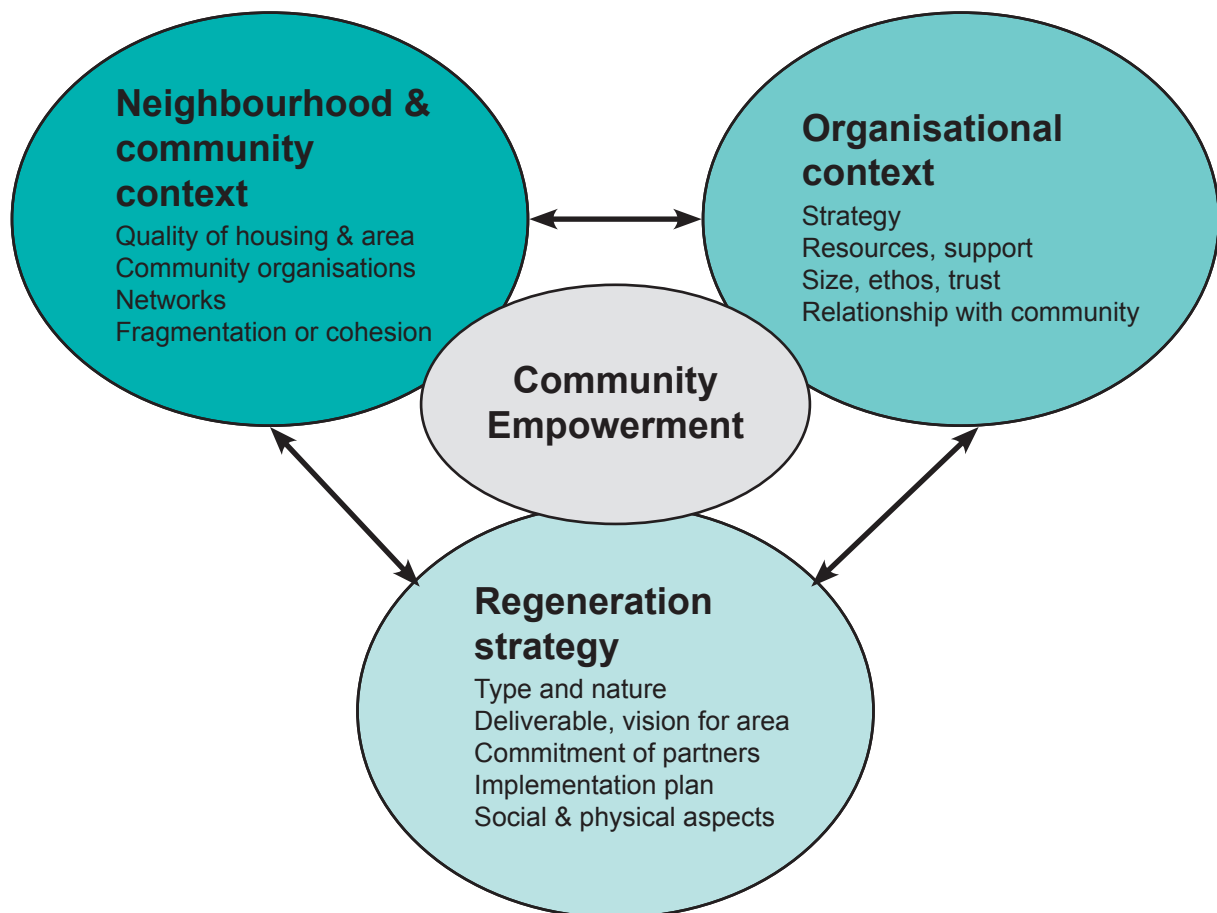 Neighbourhood &
community
context
Quality of housing & area
Community organisations
Networks
Fragmentation or cohesion
Organisational
context
Strategy
Resources, support
Size, ethos, trust
Relationship with community
Community
Empowerment
Regeneration
strategy
Type and nature
Deliverable, vision for area
Commitment of partners
Implementation plan
Social & physical aspects